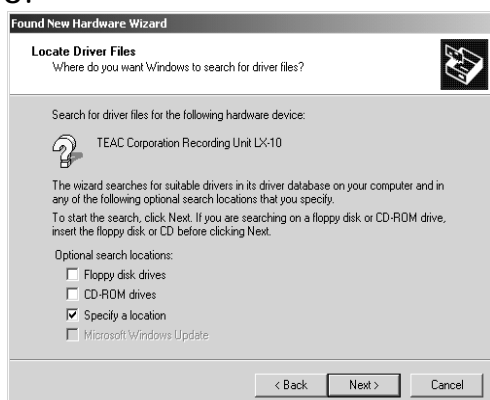 Found New Hardware Wizard
Locate Driver Files
Where do you want Windows to search for driver files?
Search for driver files for the following hardware device:
TEAC Corporation Recording Unit LX-10
The wizard searches for suitable drivers in its driver database on your computer and in
any of the following optional search locations that you specify.
To start the search, click Next. If you are searching on a floppy disk or CD-ROM drive,
insert the floppy disk or CD before clicking Next.
Optional search locations:
Floppy disk drives
CD-ROM drives
Specify a location
Microsoft Windows Update
< Back Next > Cancel